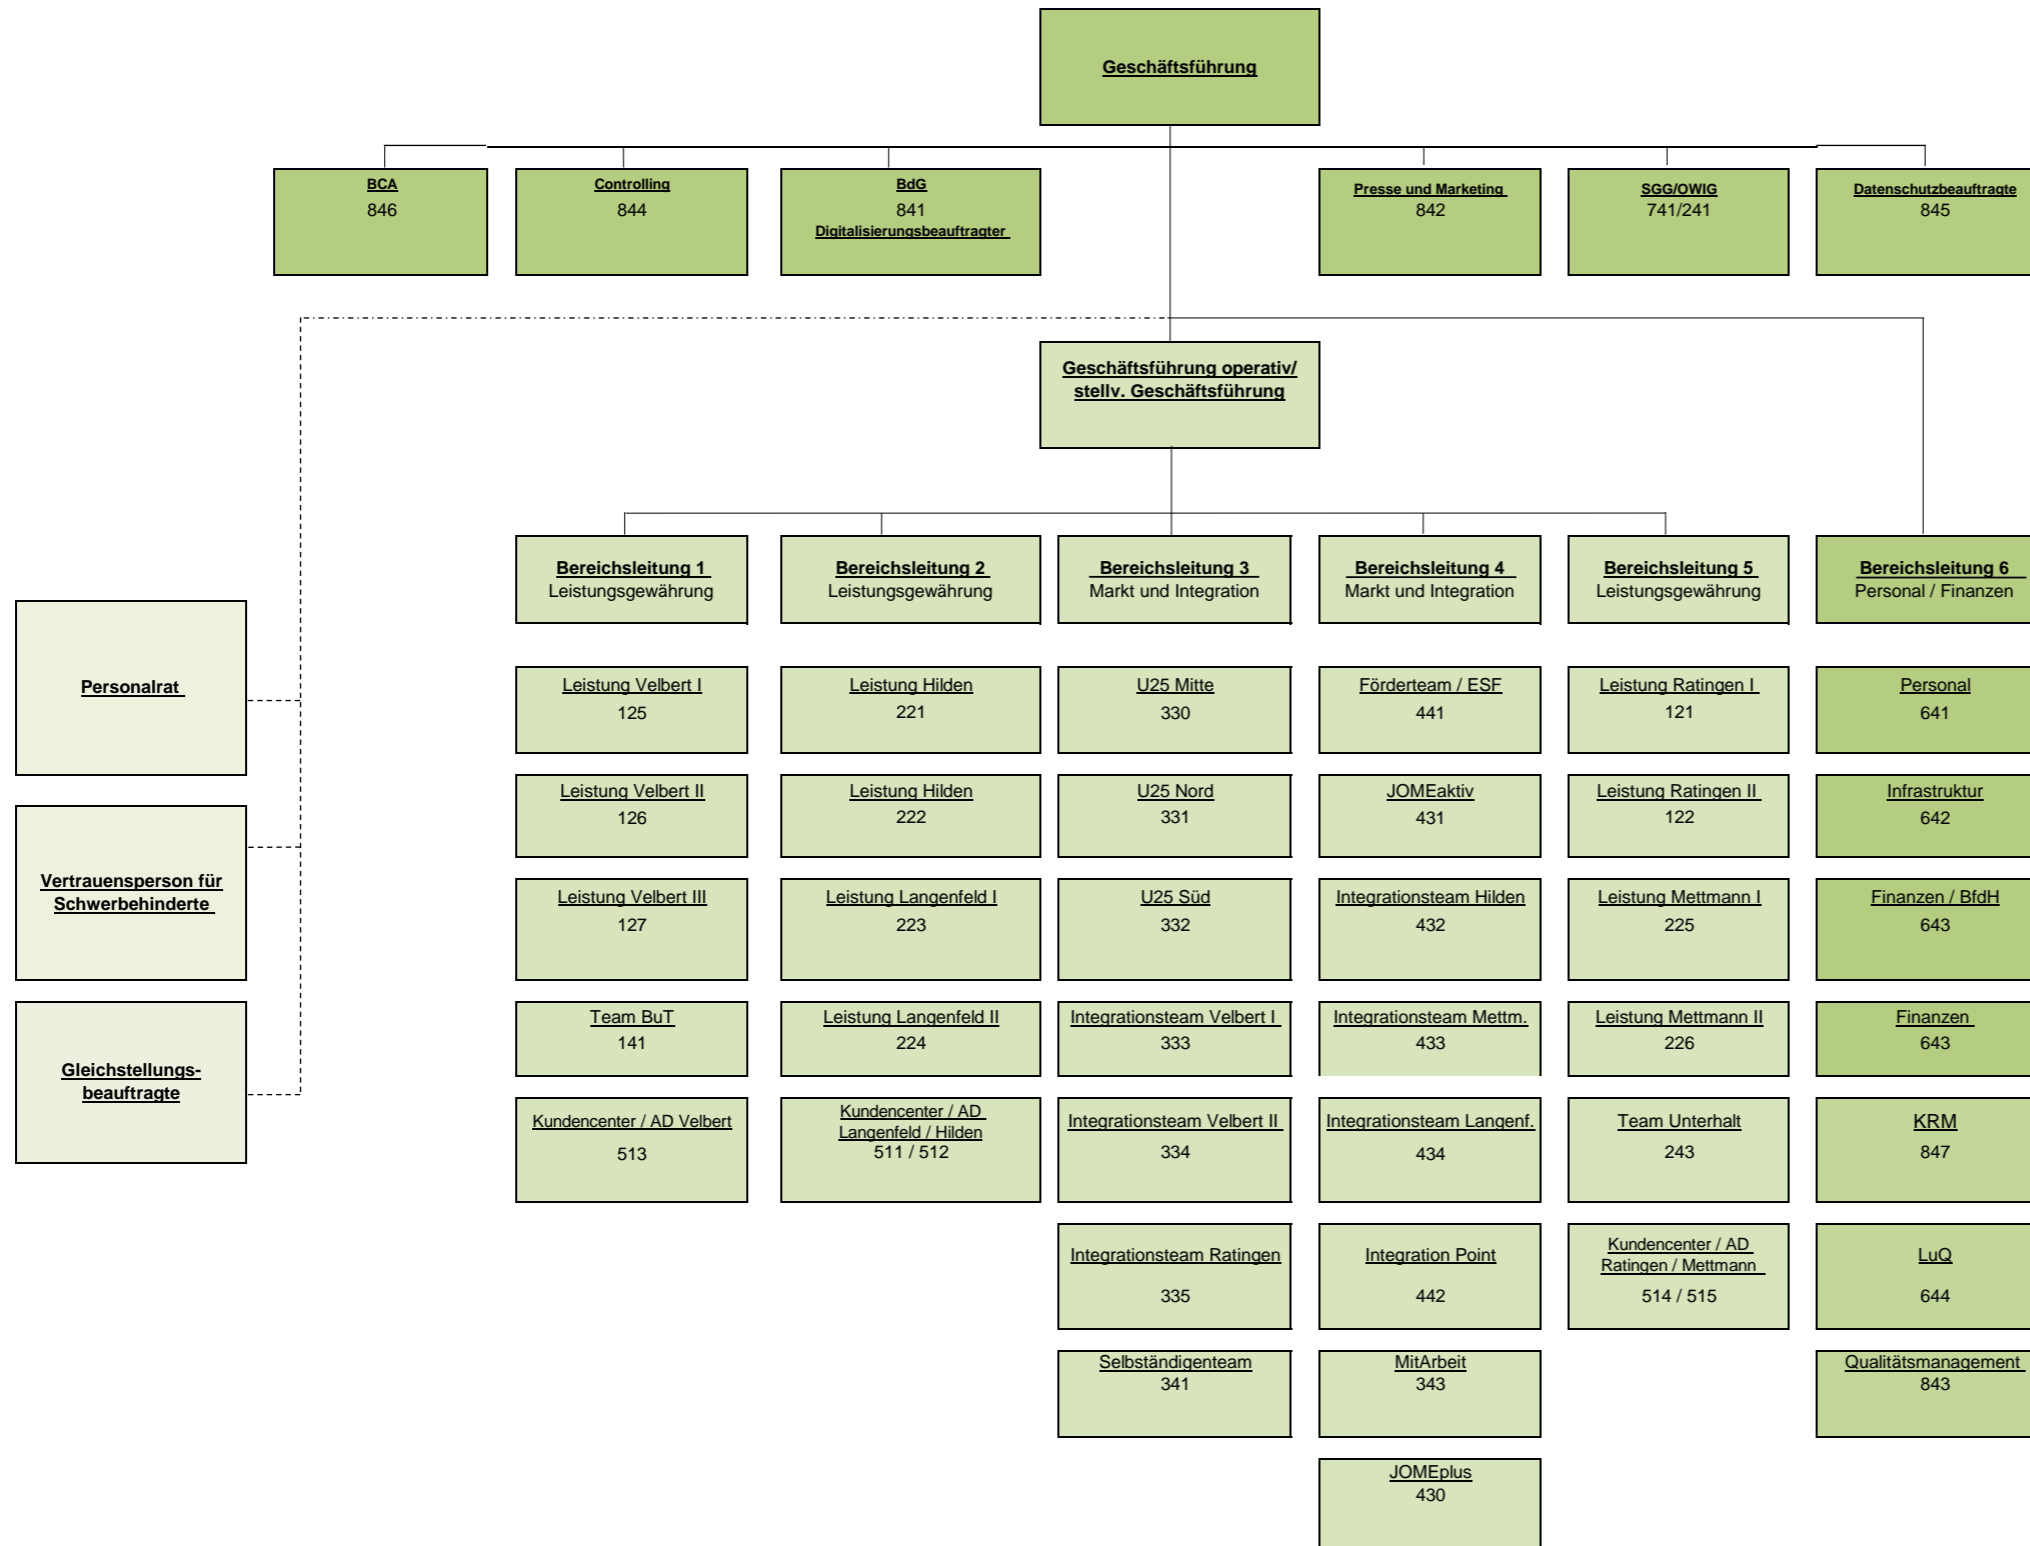 Geschäftsführung
BCA
846
Controlling
844
BdG
841
Digitalisierungsbeauftragter
Presse und Marketing
842
SGG/OWIG
741/241
Datenschutzbeauftragte
845
Geschäftsführung operativ/
stellv. Geschäftsführung
Personalrat
Vertrauensperson für
Schwerbehinderte
Gleichstellungs-
beauftragte
Bereichsleitung 1
Leistungsgewährung
Leistung Velbert I
125
Leistung Velbert II
126
Leistung Velbert III
127
Team BuT
141
Kundencenter / AD Velbert
513
Bereichsleitung 2
Leistungsgewährung
Leistung Hilden
221
Leistung Hilden
222
Leistung Langenfeld I
223
Leistung Langenfeld II
224
Kundencenter / AD
Langenfeld / Hilden
511 / 512
Bereichsleitung 3
Markt und Integration
U25 Mitte
330
U25 Nord
331
U25 Süd
332
Integrationsteam Velbert I
333
Integrationsteam Velbert II
334
Integrationsteam Ratingen
335
Selbständigenteam
341
Bereichsleitung 4
Markt und Integration
Förderteam / ESF
441
JOMEaktiv
431
Integrationsteam Hilden
432
Integrationsteam Mettm.
433
Integrationsteam Langenf.
434
Integration Point
442
MitArbeit
343
JOMEplus
430
Bereichsleitung 5
Leistungsgewährung
Leistung Ratingen I
121
Leistung Ratingen II
122
Leistung Mettmann I
225
Leistung Mettmann II
226
Team Unterhalt
243
Kundencenter / AD
Ratingen / Mettmann
514 / 515
Bereichsleitung 6
Personal / Finanzen
Personal
641
Infrastruktur
642
Finanzen / BfdH
643
Finanzen
643
KRM
847
LuQ
644
Qualitätsmanagement
843